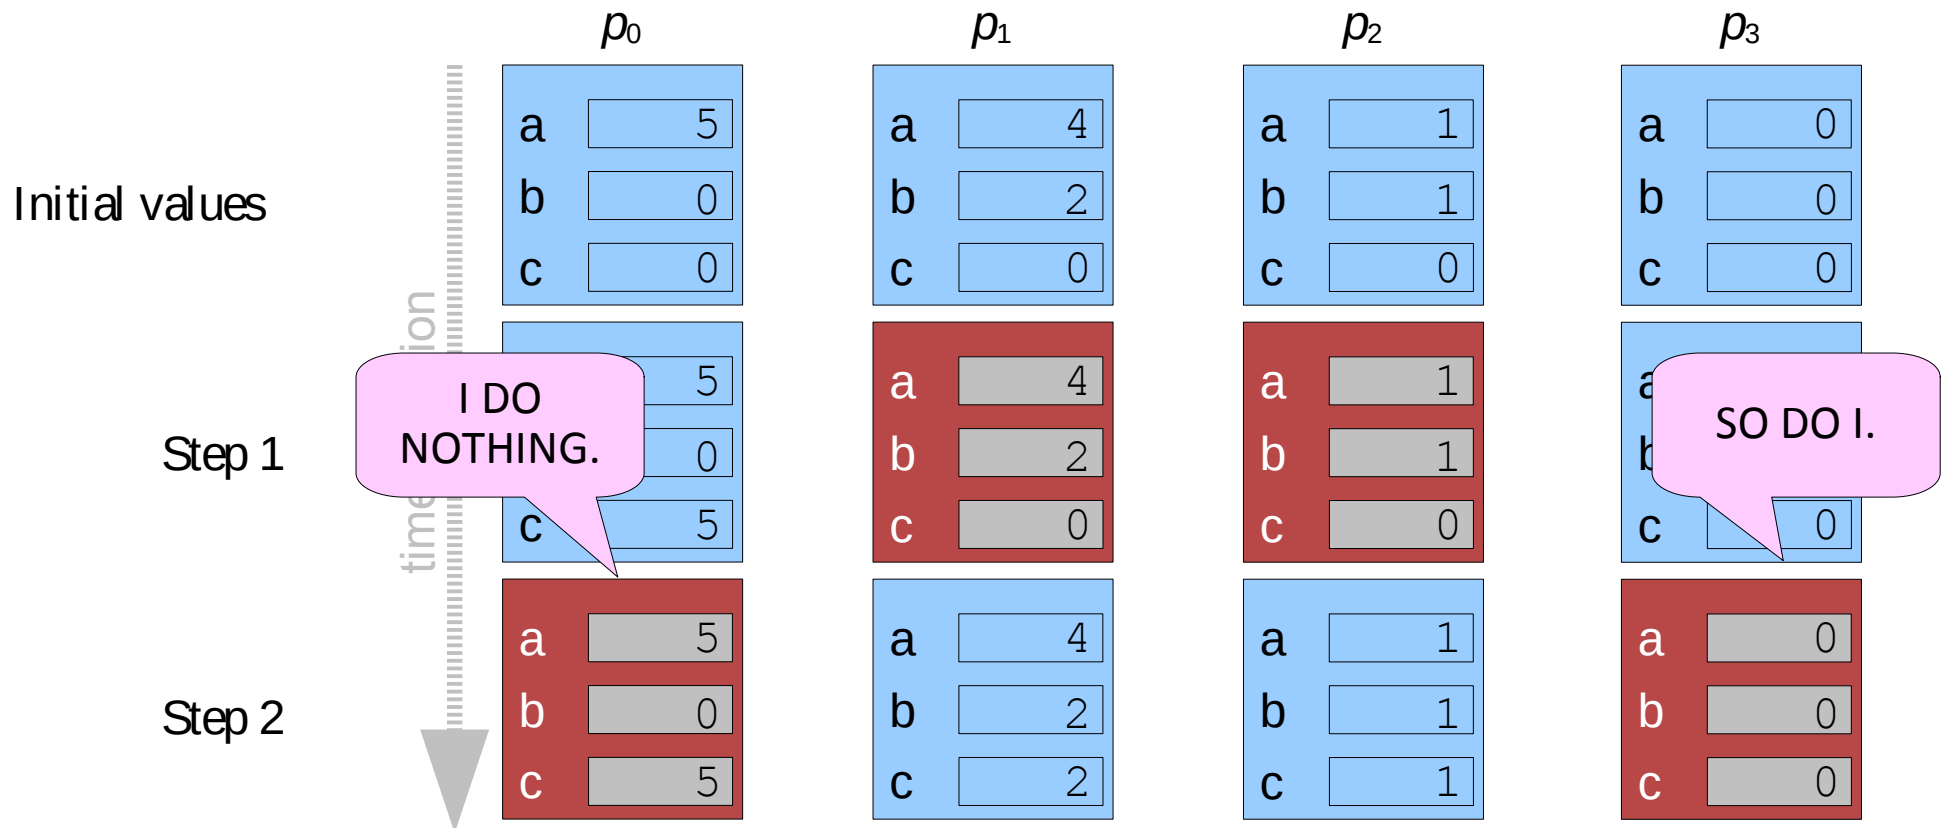 p0 p1 p2 p3
Initial values
a 5 a 4 a 1 a 0
b 0 b 2 b 1 b 0
c 0 c 0 c 0 c 0
Step 1
I DO
NOTHING.
SO DO I.
5 a 4 a 1 a
0 b 2 b 1 b
c 5 c 0 c 0 c 0
Step 2
a 5 a 4 a 1 a 0
b 0 b 2 b 1 b 0
c 5 c 2 c 1 c 0